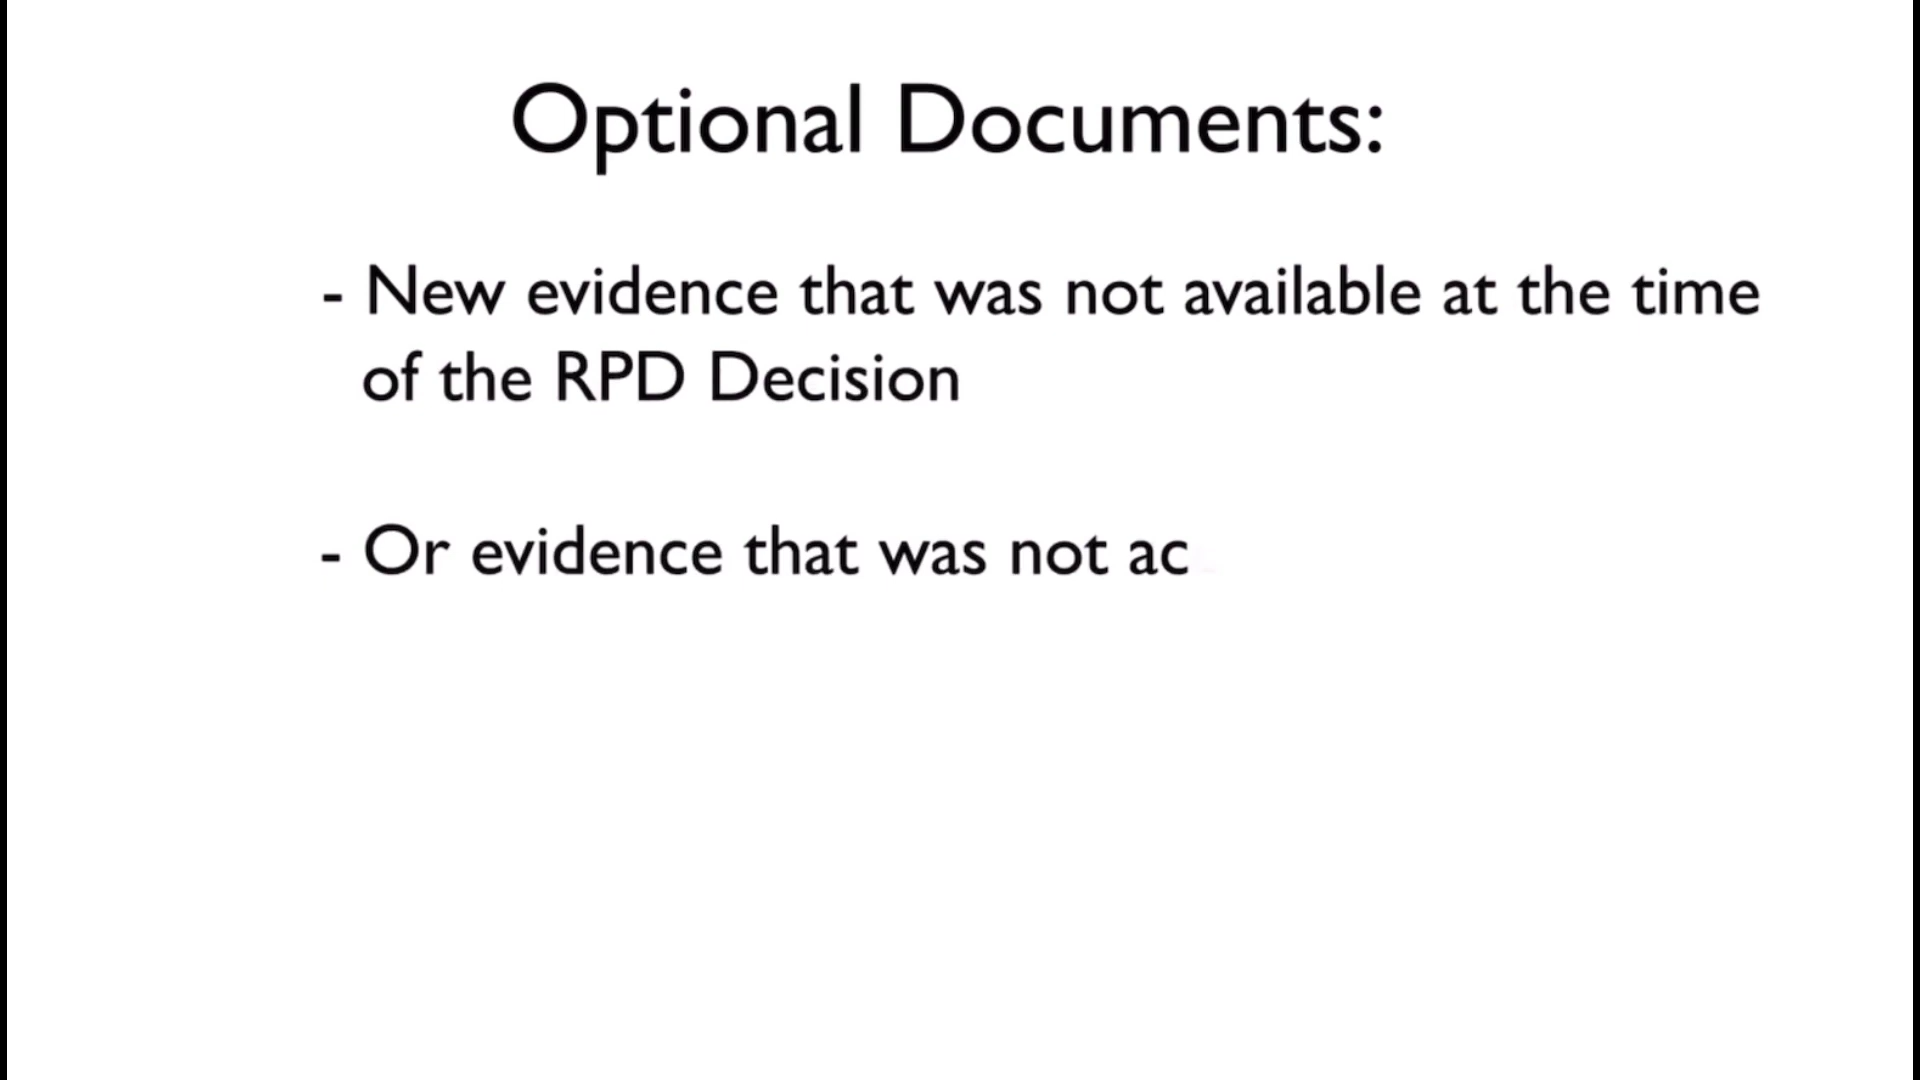 Optional Documents:
- New evidence that was not available at the time
of the RPD Decision
- Or evidence that was not ac